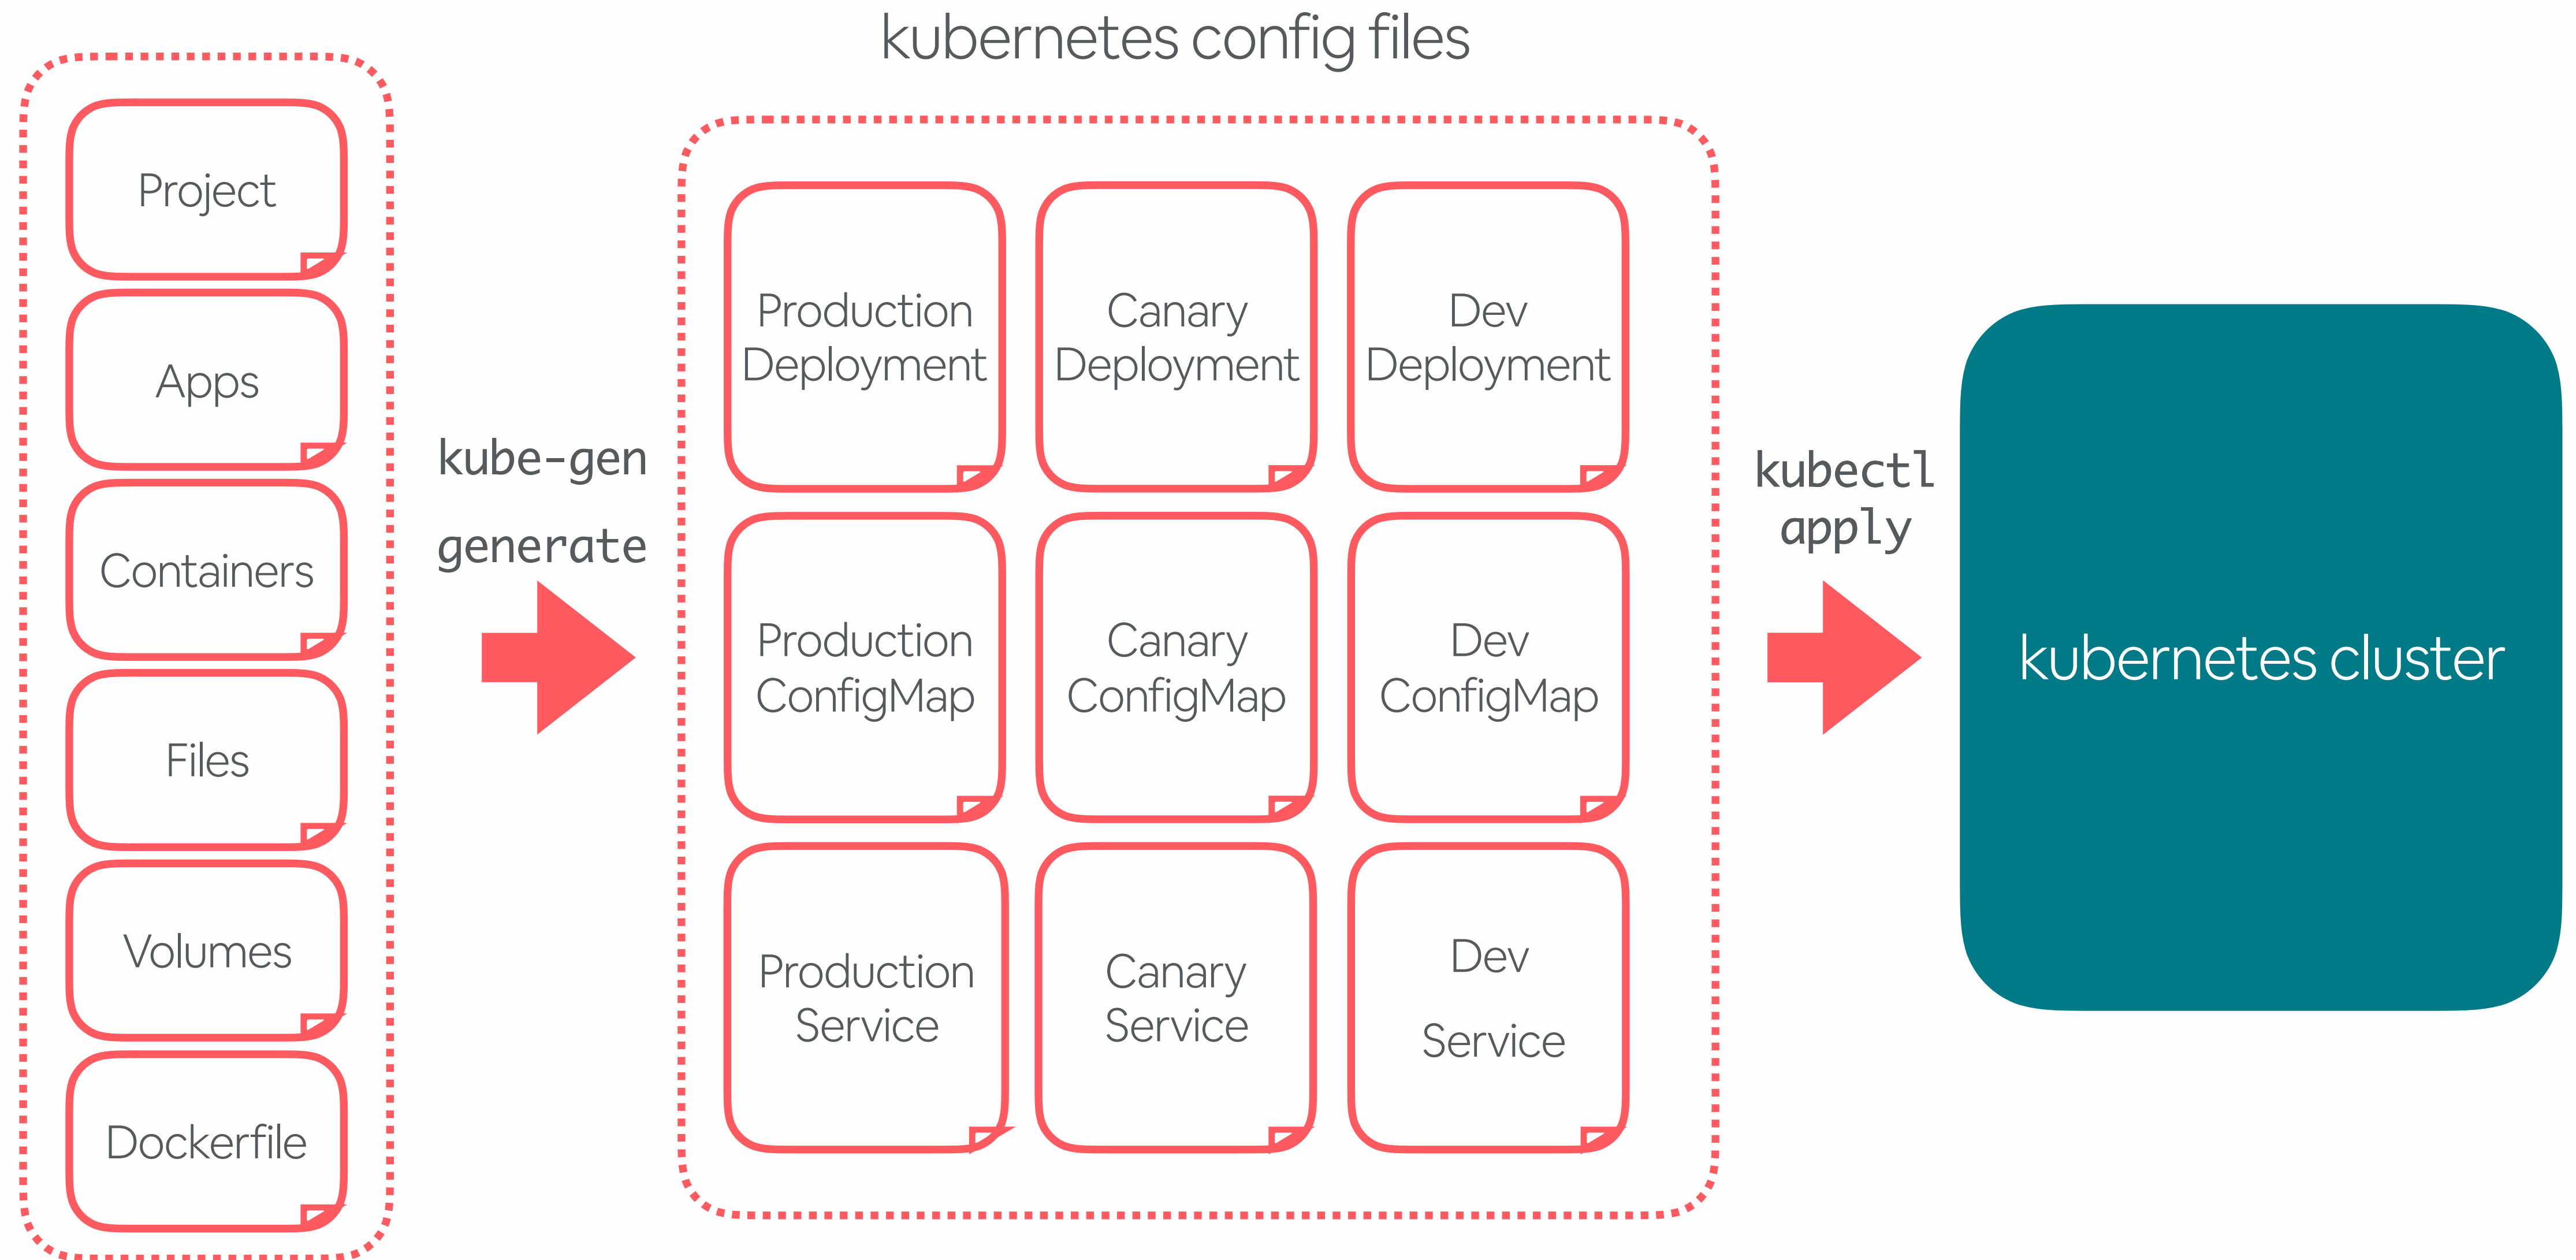 kubernetes config files
Project
Apps
Containers
Files
Volumes
Dockerfile
kube-gen
generate
Production
Deployment
Canary
Deployment
Dev
Deployment
Production
ConfigMap
Canary
ConfigMap
Dev
ConfigMap
Production
Service
Canary
Service
Dev
Service
kubectl
apply
kubernetes cluster